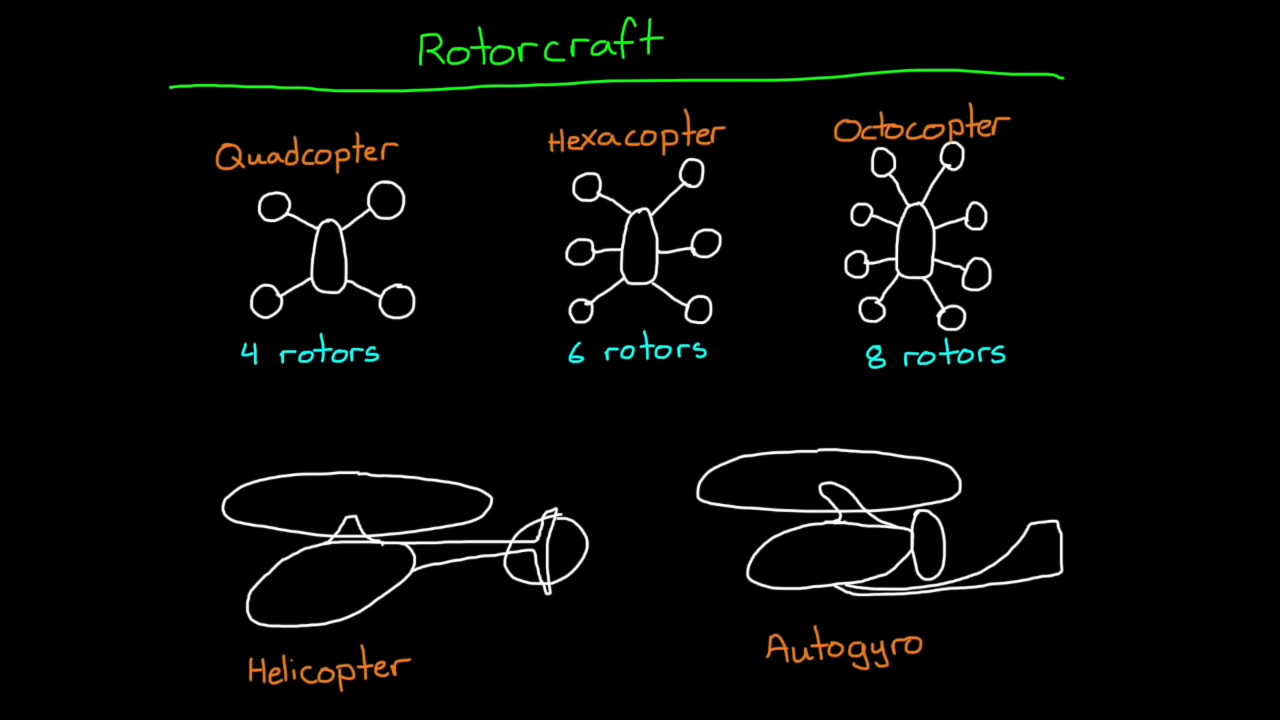 Rotorcraft
Quadcopter
Hexacopter
Octocopter
4 rotors
6 rotors
8 rotors
Helicopter
Autogyro